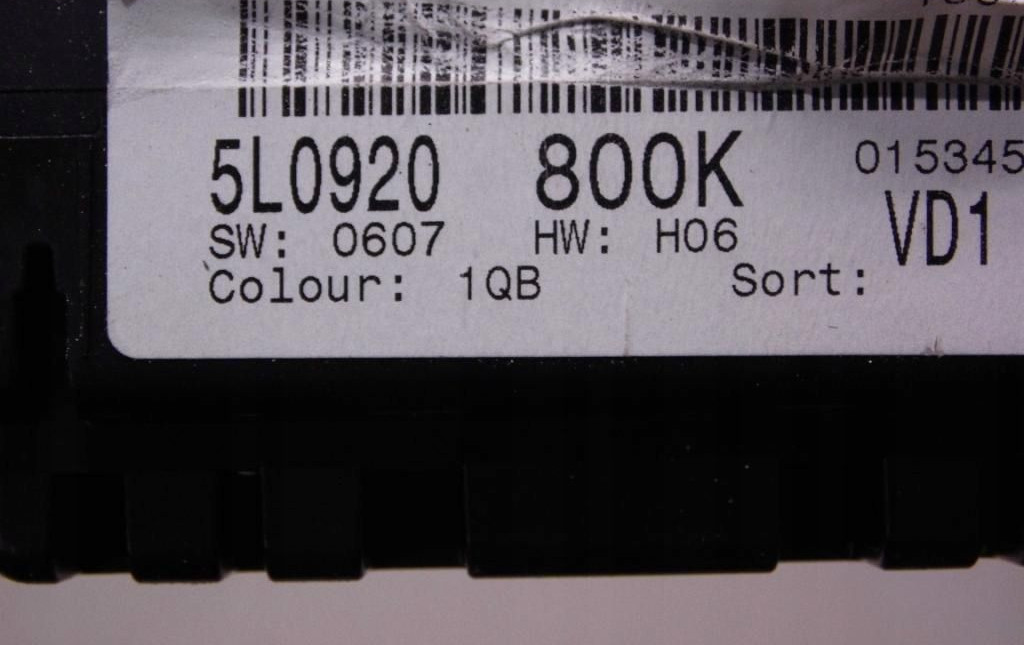 5L0920 800K 015345
SW: 0607 HW: H06 VD1
Colour: 1QB Sort: